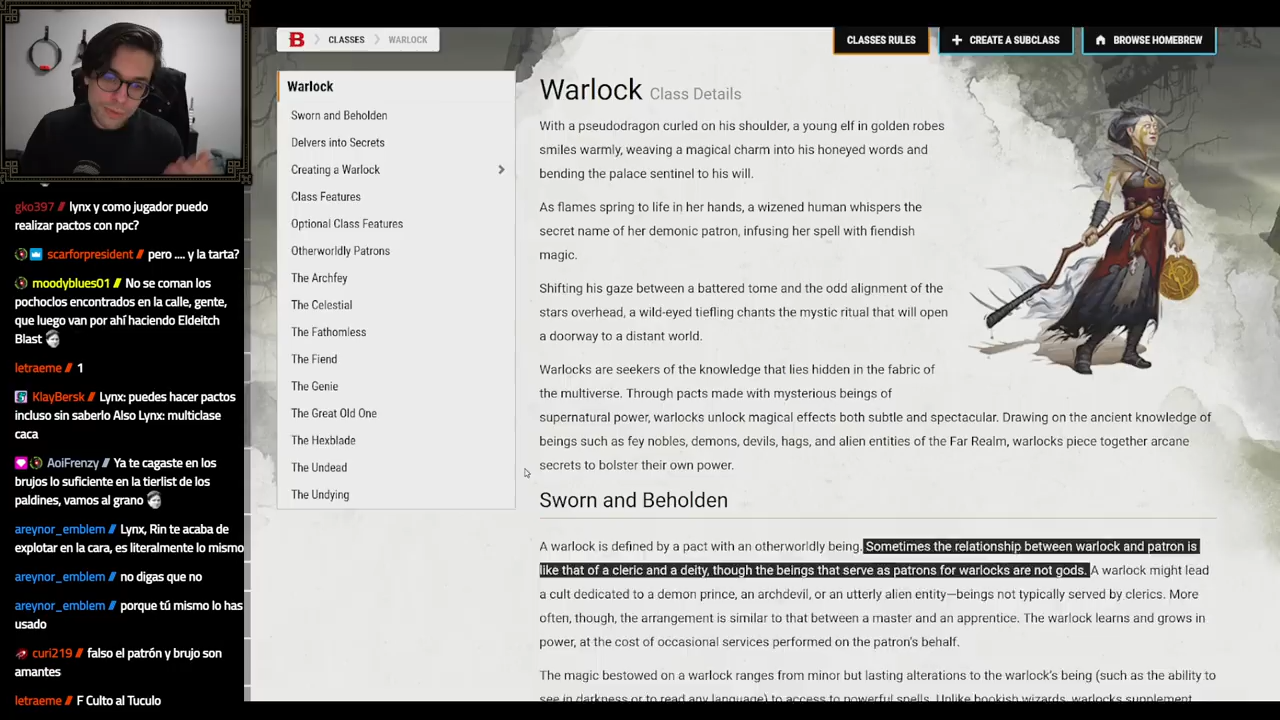 B
CLASSES
WARLOCK
CLASSES RULES
CREATE A SUBCLASS
BROWSE HOMEBREW
Warlock
Sworn and Beholden
Delvers into Secrets
Creating a Warlock
Class Features
Optional Class Features
Otherworldly Patrons
The Archfey
The Celestial
The Fathomless
The Fiend
The Genie
The Great Old One
The Hexblade
The Undead
The Undying
Warlock Class Details
With a pseudodragon curled on his shoulder, a young elf in golden robes
smiles warmly, weaving a magical charm into his honeyed words and
bending the palace sentinel to his will.
As flames spring to life in her hands, a wizened human whispers the
secret name of her demonic patron, infusing her spell with fiendish
magic.
Shifting his gaze between a battered tome and the odd alignment of the
stars overhead, a wild-eyed tiefling chants the mystic ritual that will open
a doorway to a distant world.
Warlocks are seekers of the knowledge that lies hidden in the fabric of
the multiverse. Through pacts made with mysterious beings of
supernatural power, warlocks unlock magical effects both subtle and spectacular. Drawing on the ancient knowledge of
beings such as fey nobles, demons, devils, hags, and alien entities of the Far Realm, warlocks piece together arcane
secrets to bolster their own power.
Sworn and Beholden
A warlock is defined by a pact with an otherworldly being. Sometimes the relationship between warlock and patron is
like that of a cleric and a deity, though the beings that serve as patrons for warlocks are not gods. A warlock might lead
a cult dedicated to a demon prince, an archdevil, or an utterly alien entity—beings not typically served by clerics. More
often, though, the arrangement is similar to that between a master and an apprentice. The warlock learns and grows in
power, at the cost of occasional services performed on the patron's behalf.
The magic bestowed on a warlock ranges from minor but lasting alterations to the warlock's being (such as the ability to
see in darkness or to read any language) to access to powerful spells. Unlike bookish wizards, warlocks supplement
gko397 // lynx y como jugador puedo
realizar pactos con npc?
scarforpresident // pero .... y la tarta?
moodyblues01 // No se coman los
pochoclos encontrados en la calle, gente,
que luego van por ahí haciendo Eldeitch
Blast
letraeme // 1
KlayBersk // Lynx: puedes hacer pactos
incluso sin saberlo Also Lynx: multiclase
caca
AoiFrenzy // Ya te cagaste en los
brujos lo suficiente en la tierlist de los
paldines, vamos al grano
areynor_emblem // Lynx, Rin te acaba de
explotar en la cara, es literalmente lo mismo
areynor_emblem // no digas que no
areynor_emblem // porque tú mismo lo has
usado
curi219 // falso el patrón y brujo son
amantes
letraeme // F Culto al Tuculo